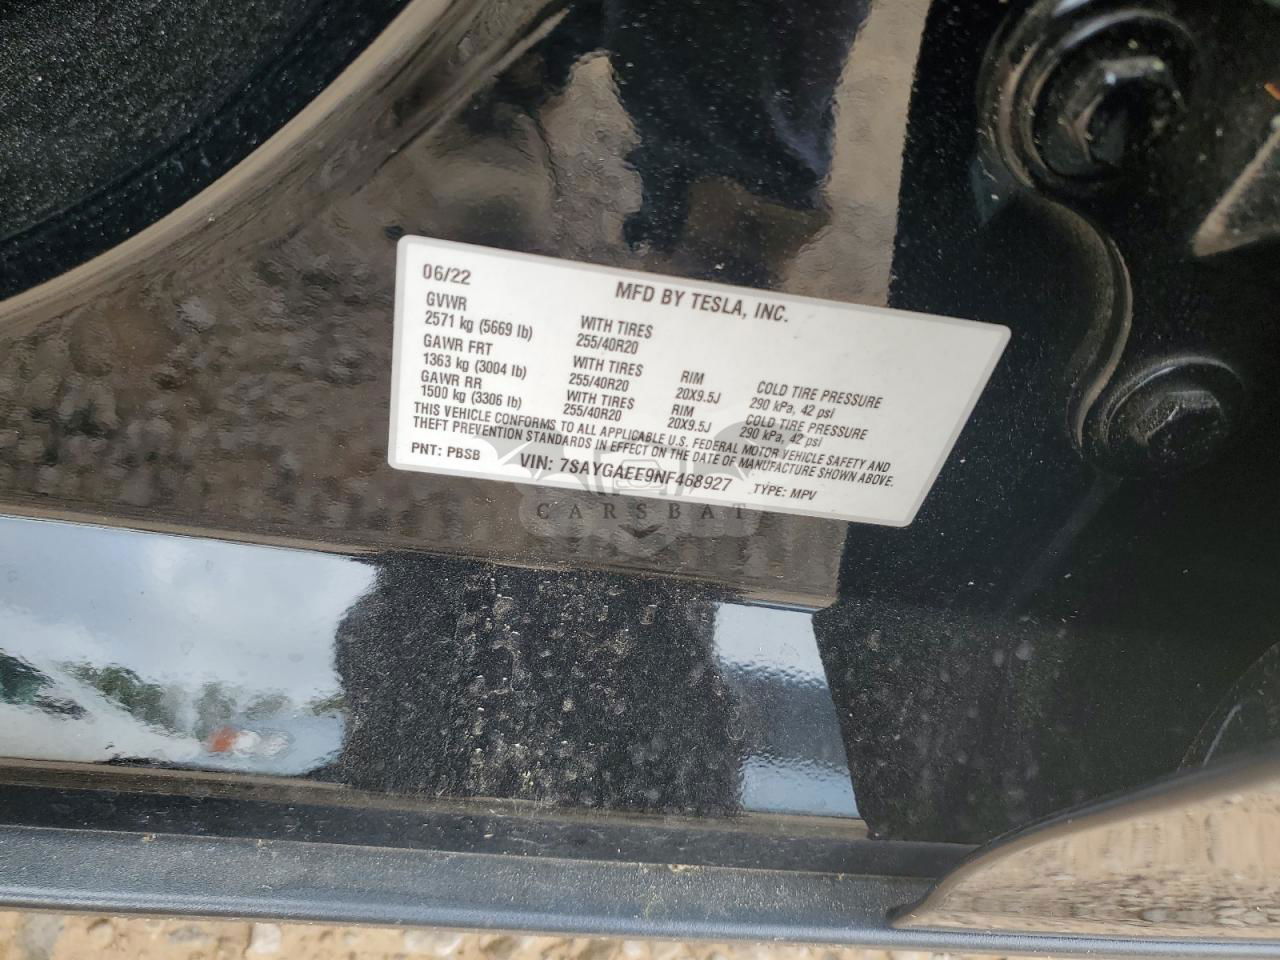 06/22
MFD BY TESLA, INC.
GVWR
2571 kg (5669 lb)
WITH TIRES
255/40R20
GAWR FRT
1363 kg (3004 lb)
WITH TIRES
255/40R20
RIM
20X9.5J
COLD TIRE PRESSURE
290 kPa, 42 psi
GAWR RR
1500 kg (3306 lb)
WITH TIRES
255/40R20
RIM
20X9.5J
COLD TIRE PRESSURE
290 kPa, 42 psi
THIS VEHICLE CONFORMS TO ALL APPLICABLE U.S. FEDERAL MOTOR VEHICLE SAFETY AND
THEFT PREVENTION STANDARDS IN EFFECT ON THE DATE OF MANUFACTURE SHOWN ABOVE.
PNT: PBSB VIN: 7SAYGAEE9NF468927 TYPE: MPV
CARSBAT